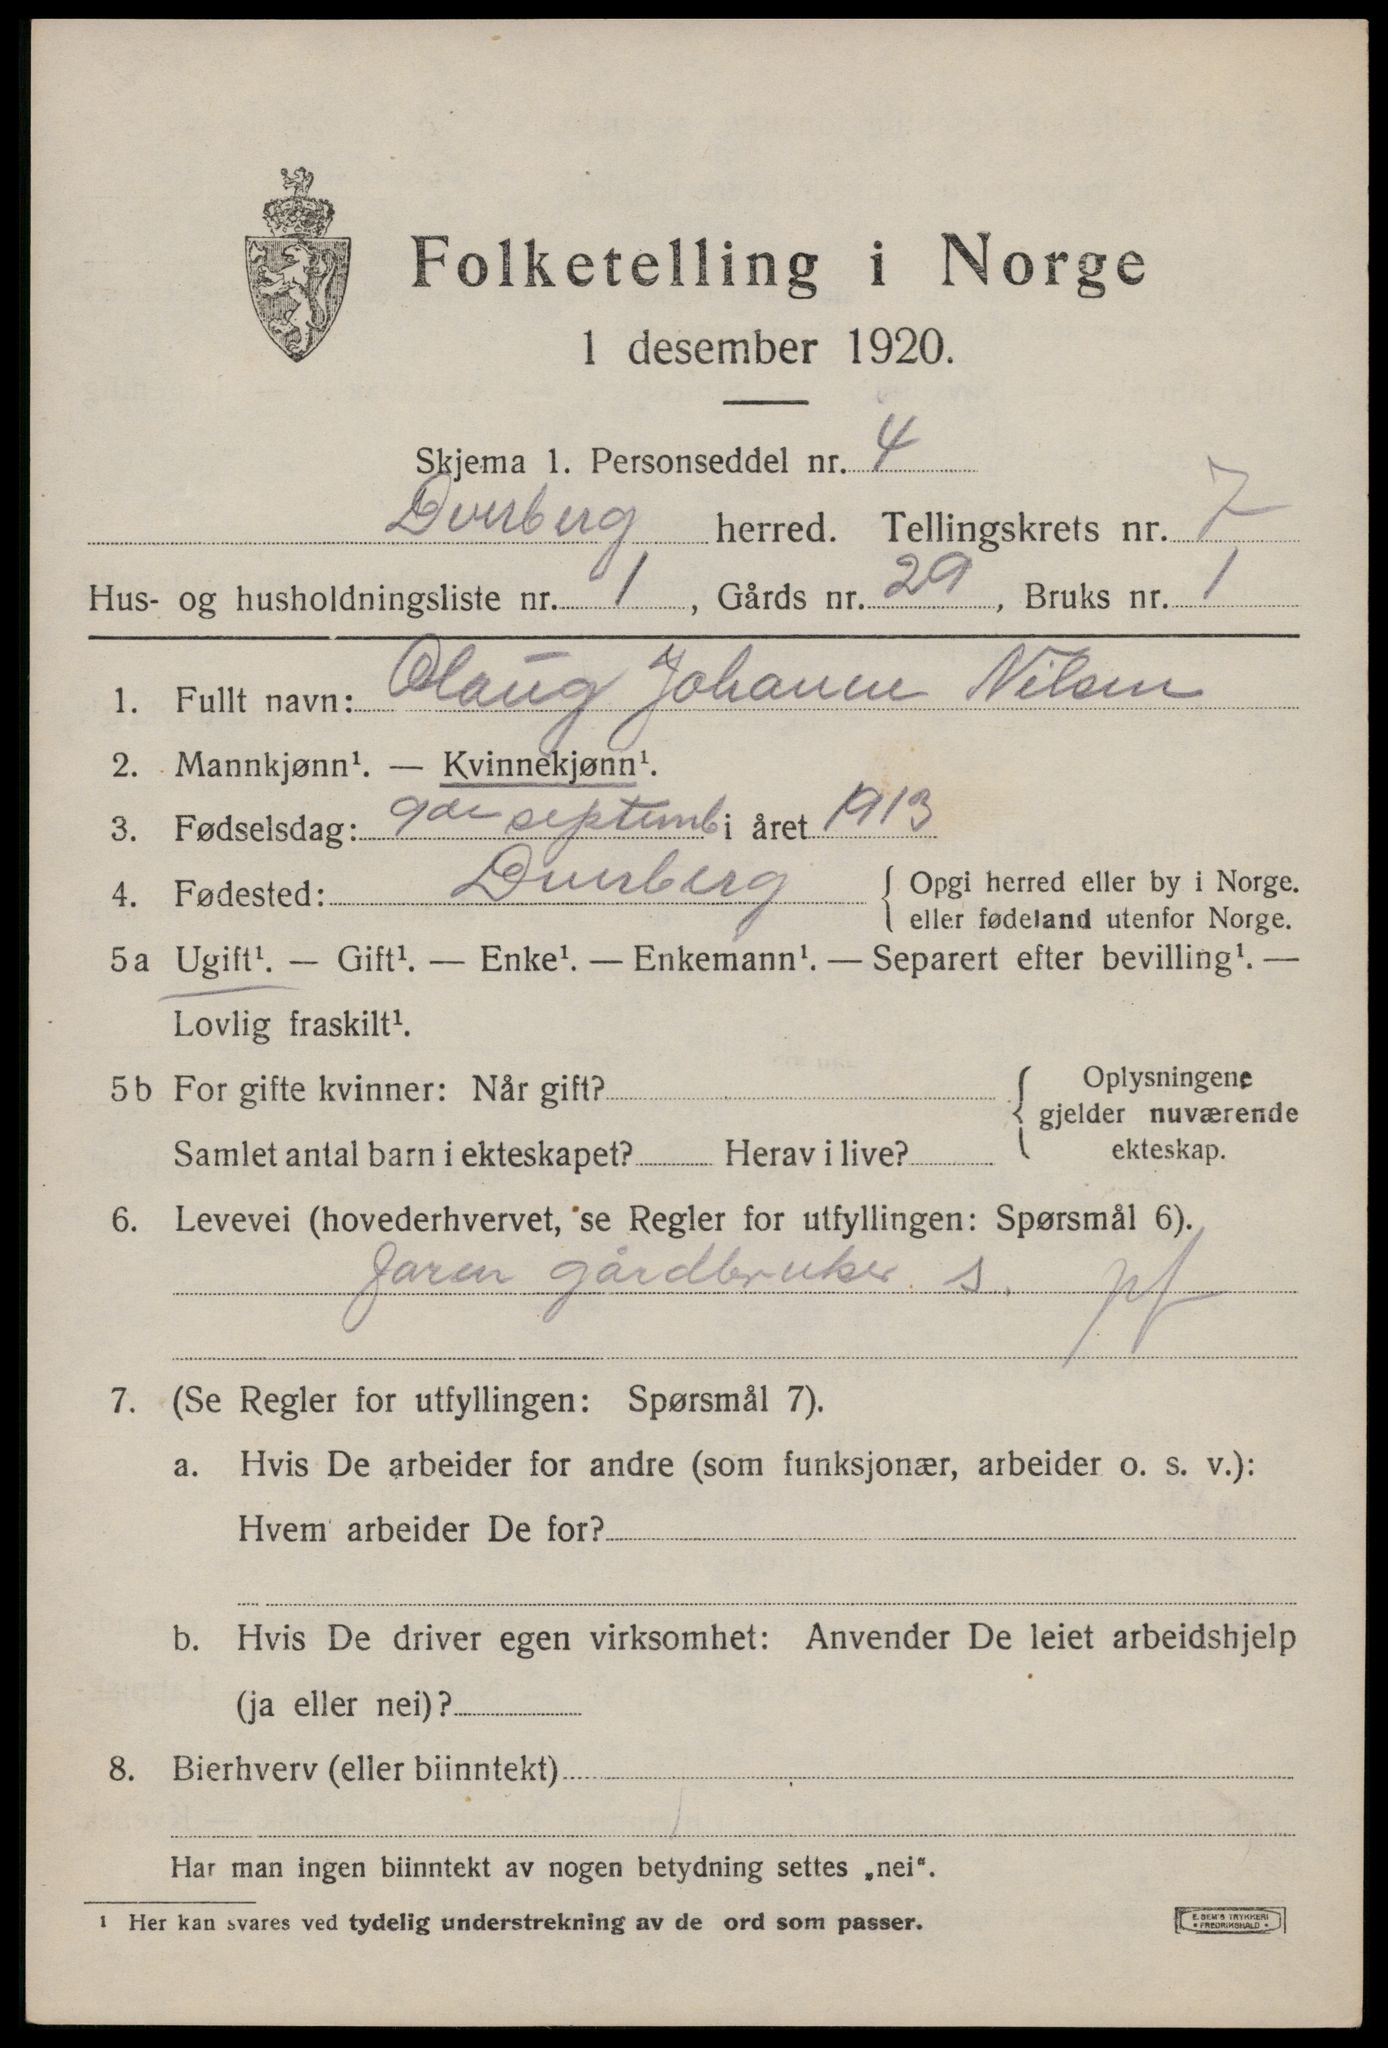 Folketelling i Norge
1 desember 1920.
Skjema 1. Personseddel nr. 4
Dverberg herred. Tellingskrets nr. 7
Hus- og husholdningsliste nr. 1, Gårds nr. 29, Bruks nr. 1
1. Fullt navn: Olaug Johanne Nilsen
2. Mannkjønn¹. — Kvinnekjønn¹.
3. Fødselsdag: 9de septemb i året 1913
4. Fødested: Dverberg { Opgi herred eller by i Norge.
eller fødeland utenfor Norge.
5a Ugift¹. — Gift¹. — Enke¹. — Enkemann¹. — Separert efter bevilling¹. —
Lovlig fraskilt¹.
5b For gifte kvinner: Når gift? { Oplysningene
gjelder nuværende
Samlet antal barn i ekteskapet? Herav i live? ekteskap.
6. Levevei (hovederhvervet, se Regler for utfyllingen: Spørsmål 6).
Faren gårdbruker s. pf
7. (Se Regler for utfyllingen: Spørsmål 7).
a. Hvis De arbeider for andre (som funksjonær, arbeider o. s. v.):
Hvem arbeider De for?
b. Hvis De driver egen virksomhet: Anvender De leiet arbeidshjelp
(ja eller nei)?
8. Bierhverv (eller biinntekt)
Har man ingen biinntekt av nogen betydning settes „nei“.
1 Her kan svares ved tydelig understrekning av de ord som passer.
E. SEM'S TRYKKERI
• FREDRIKSHALD •